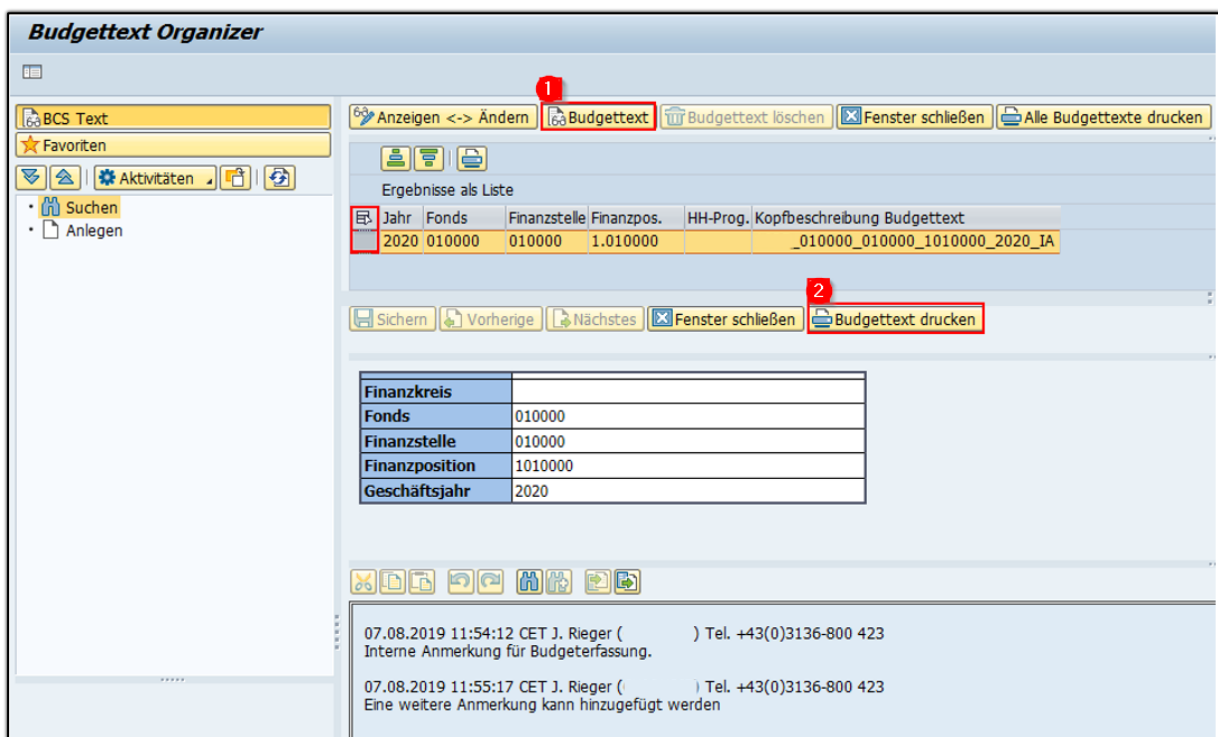 Budgettext Organizer
1
BCS Text
Anzeigen <-> Ändern Budgettext Budgettext löschen Fenster schließen Alle Budgettexte drucken
Favoriten
Aktivitäten
Suchen
Anlegen
Ergebnisse als Liste
Jahr Fonds Finanzstelle Finanzpos. HH-Prog. Kopfbeschreibung Budgettext
2020 010000 010000 1.010000 _010000_010000_1010000_2020_IA
2
Sichern Vorherige Nächstes Fenster schließen Budgettext drucken
Finanzkreis
Fonds 010000
Finanzstelle 010000
Finanzposition 1010000
Geschäftsjahr 2020
07.08.2019 11:54:12 CET J. Rieger ( ) Tel. +43(0)3136-800 423
Interne Anmerkung für Budgeterfassung.
07.08.2019 11:55:17 CET J. Rieger ( ) Tel. +43(0)3136-800 423
Eine weitere Anmerkung kann hinzugefügt werden